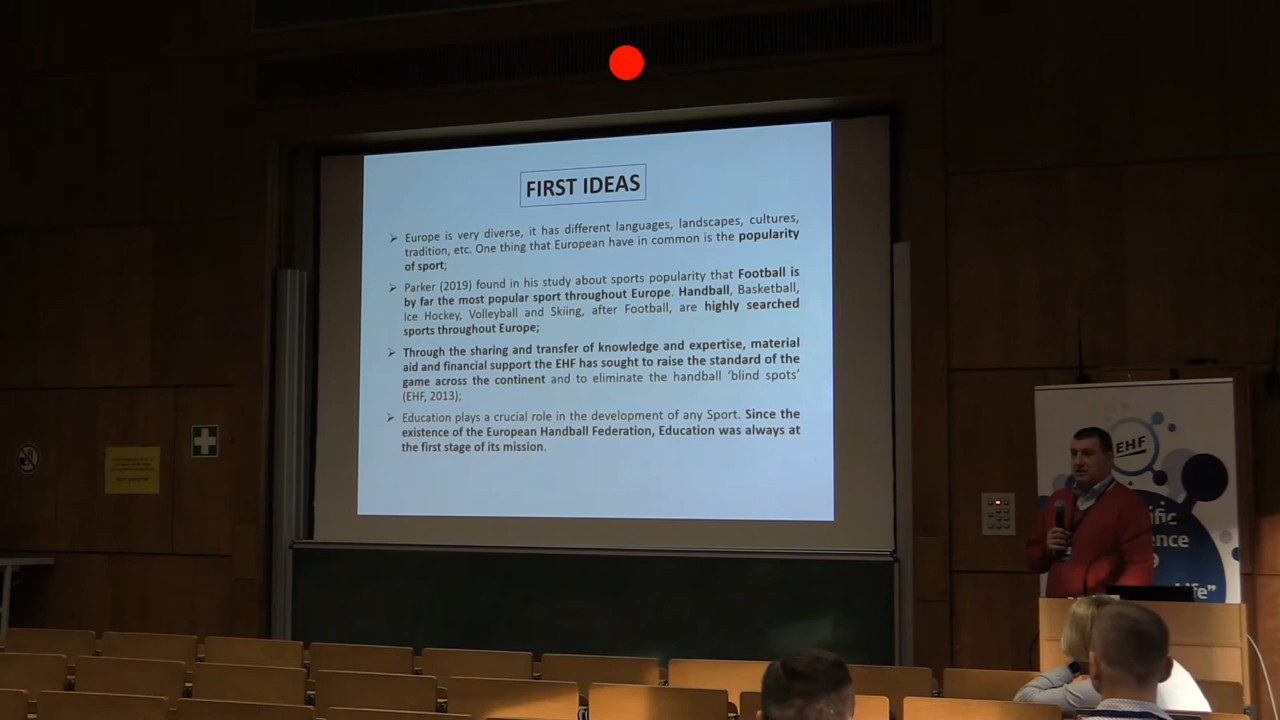 FIRST IDEAS
➢ Europe is very diverse, it has different languages, landscapes, cultures,
tradition, etc. One thing that European have in common is the popularity
of sport;
➢ Parker (2019) found in his study about sports popularity that Football is
by far the most popular sport throughout Europe. Handball, Basketball,
Ice Hockey, Volleyball and Skiing, after Football, are highly searched
sports throughout Europe;
➢ Through the sharing and transfer of knowledge and expertise, material
aid and financial support the EHF has sought to raise the standard of the
game across the continent and to eliminate the handball ‘blind spots’
(EHF, 2013);
➢ Education plays a crucial role in the development of any Sport. Since the
existence of the European Handball Federation, Education was always at
the first stage of its mission.
EHF
ific
ence
9
life”